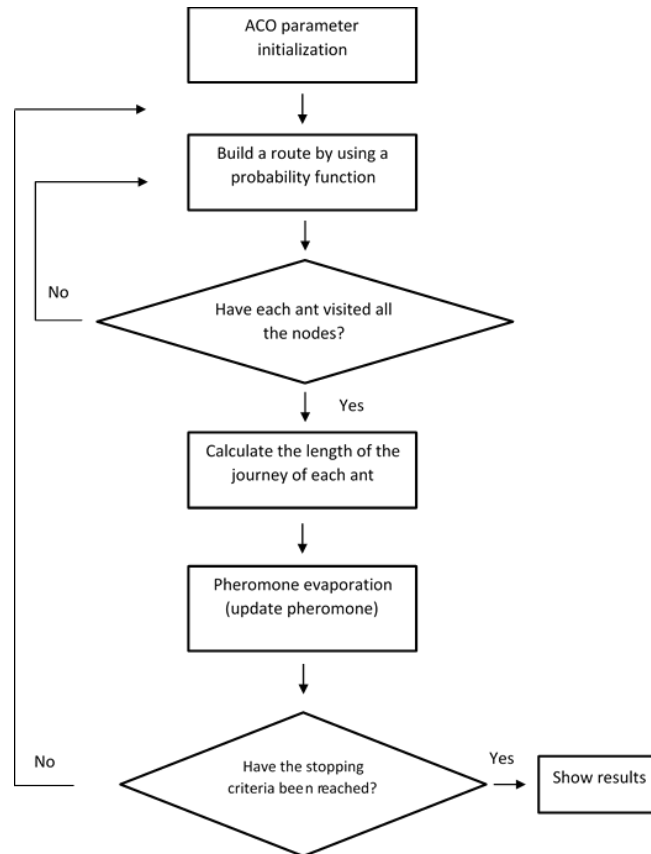 ACO parameter
initialization
Build a route by using a
probability function
No
Have each ant visited all
the nodes?
Yes
Calculate the length of the
journey of each ant
Pheromone evaporation
(update pheromone)
No
Have the stopping
criteria been reached?
Yes
Show results